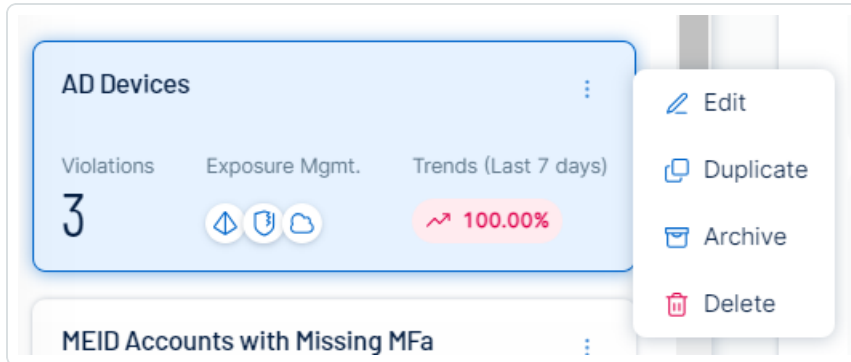 AD Devices
Violations
Exposure Mgmt.
Trends (Last 7 days)
3
100.00%
MEID Accounts with Missing MFa
Edit
Duplicate
Archive
Delete